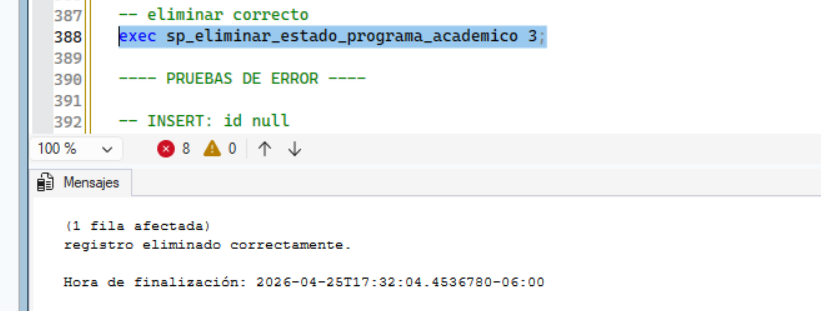 387 -- eliminar correcto
388 exec sp_eliminar_estado_programa_academico 3;
389
390 ---- PRUEBAS DE ERROR ----
391
392 -- INSERT: id null
100 % 8 0
Mensajes
(1 fila afectada)
registro eliminado correctamente.
Hora de finalización: 2026-04-25T17:32:04.4536780-06:00